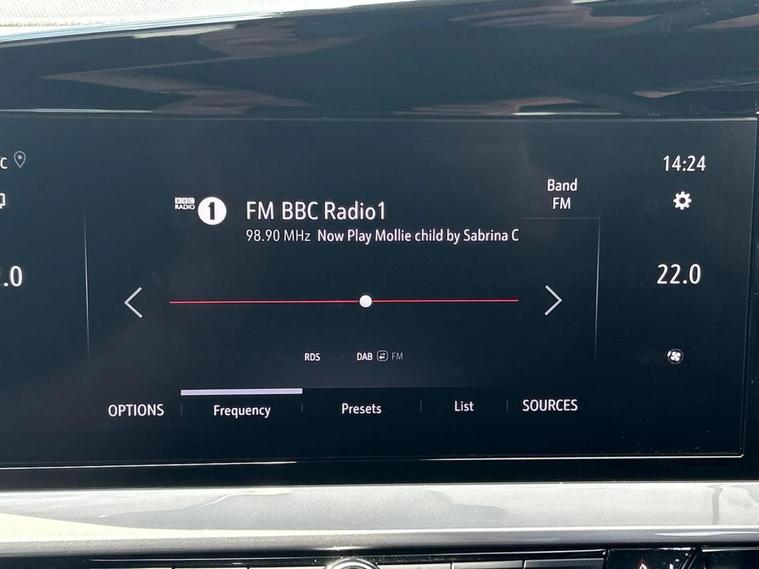 c
14:24
BBC
RADIO
1
FM BBC Radio1
Band
FM
98.90 MHz Now Play Mollie child by Sabrina C
.0
22.0
RDS
DAB FM
OPTIONS
Frequency
Presets
List
SOURCES